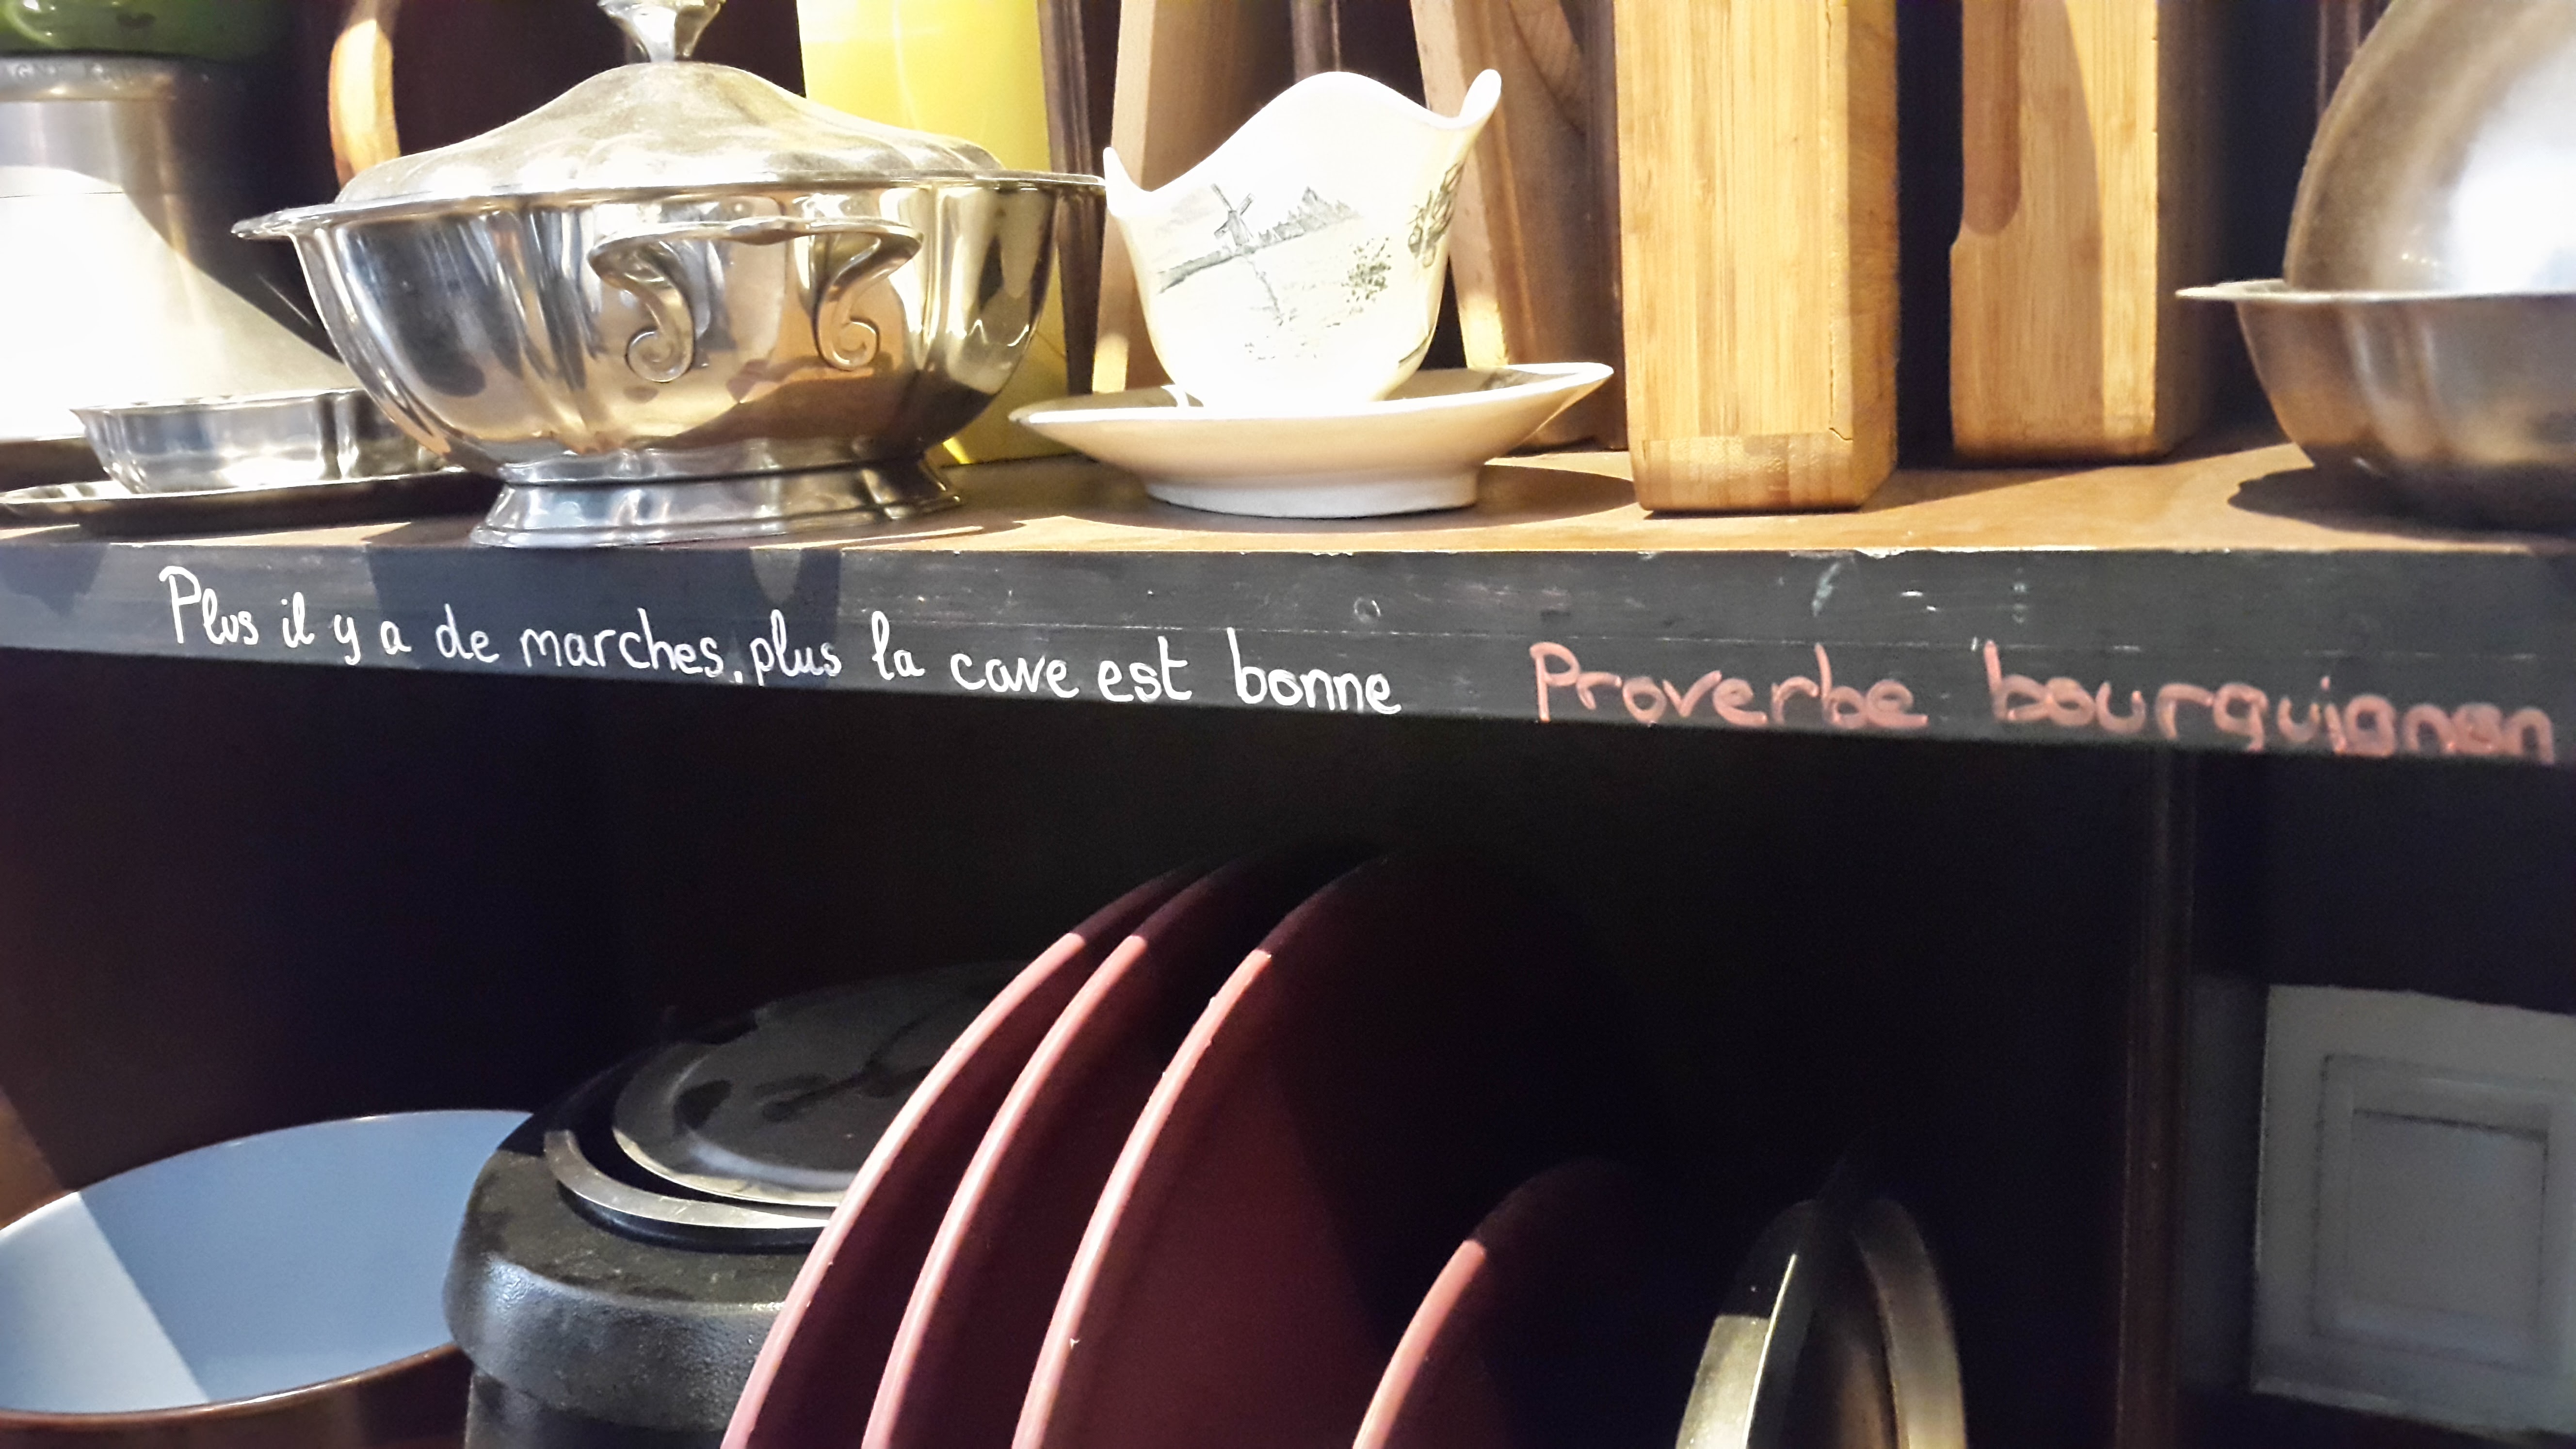 Plus il y a de marches, plus la cave est bonne Proverbe bourguignon